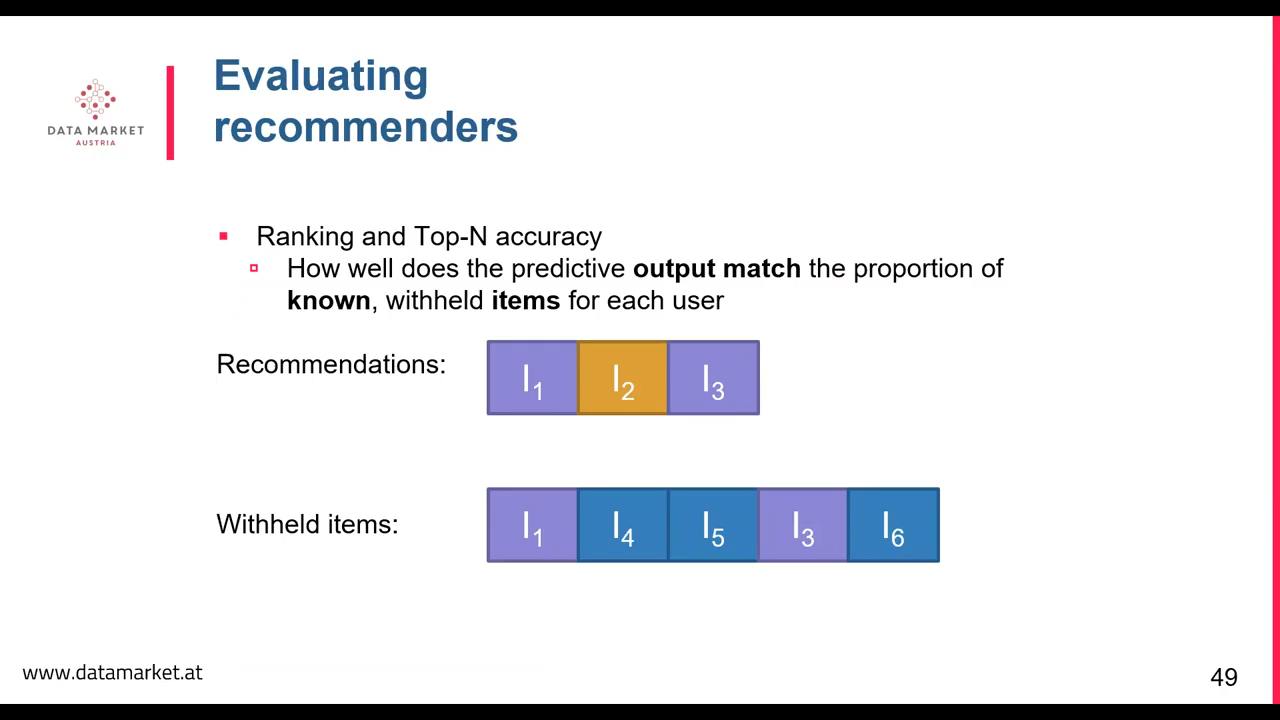 DATA MARKET
AUSTRIA
Evaluating
recommenders
Ranking and Top-N accuracy
How well does the predictive output match the proportion of
known, withheld items for each user
Recommendations:
I1 I2 I3
Withheld items:
I1 I4 I5 I3 I6
www.datamarket.at
49